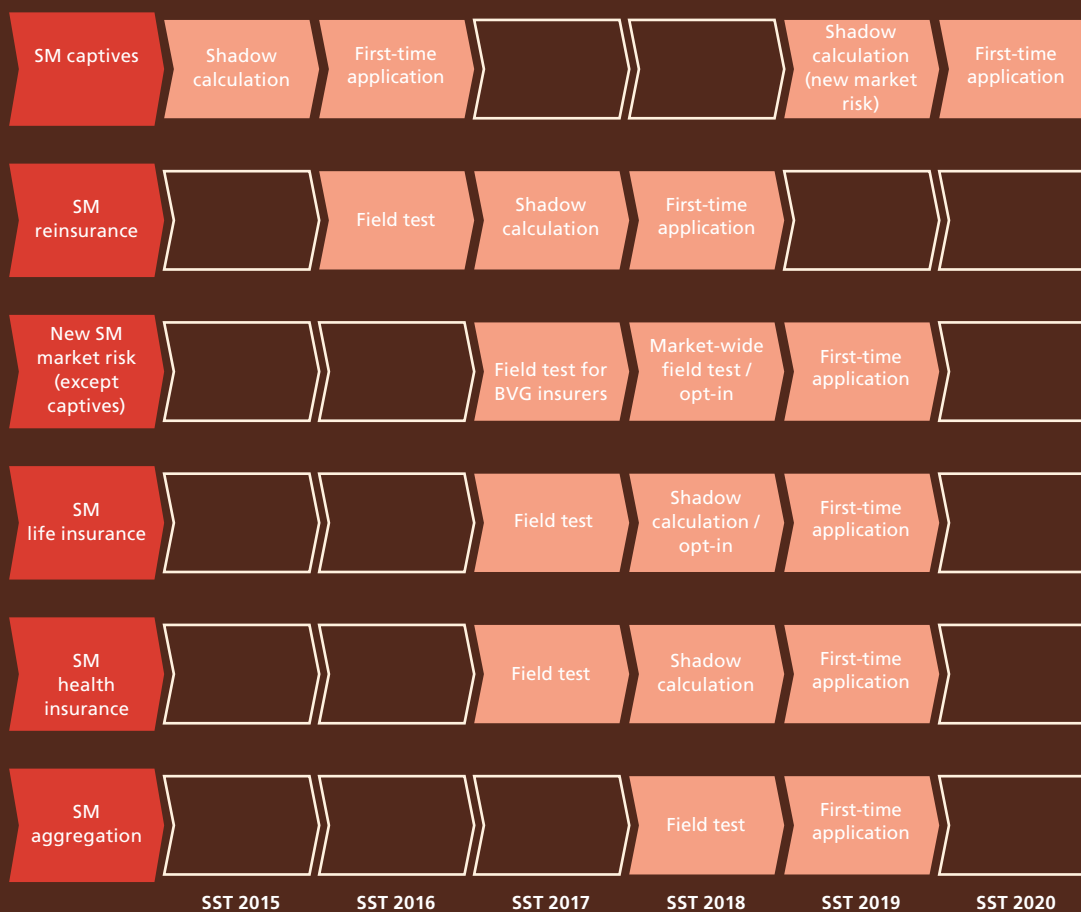 SM captives
Shadow
calculation
First-time
application
Shadow
calculation
(new market
risk)
First-time
application
SM
reinsurance
Field test
Shadow
calculation
First-time
application
New SM
market risk
(except
captives)
Field test for
BVG insurers
Market-wide
field test /
opt-in
First-time
application
SM
life insurance
Field test
Shadow
calculation /
opt-in
First-time
application
SM
health
insurance
Field test
Shadow
calculation
First-time
application
SM
aggregation
Field test
First-time
application
SST 2015
SST 2016
SST 2017
SST 2018
SST 2019
SST 2020